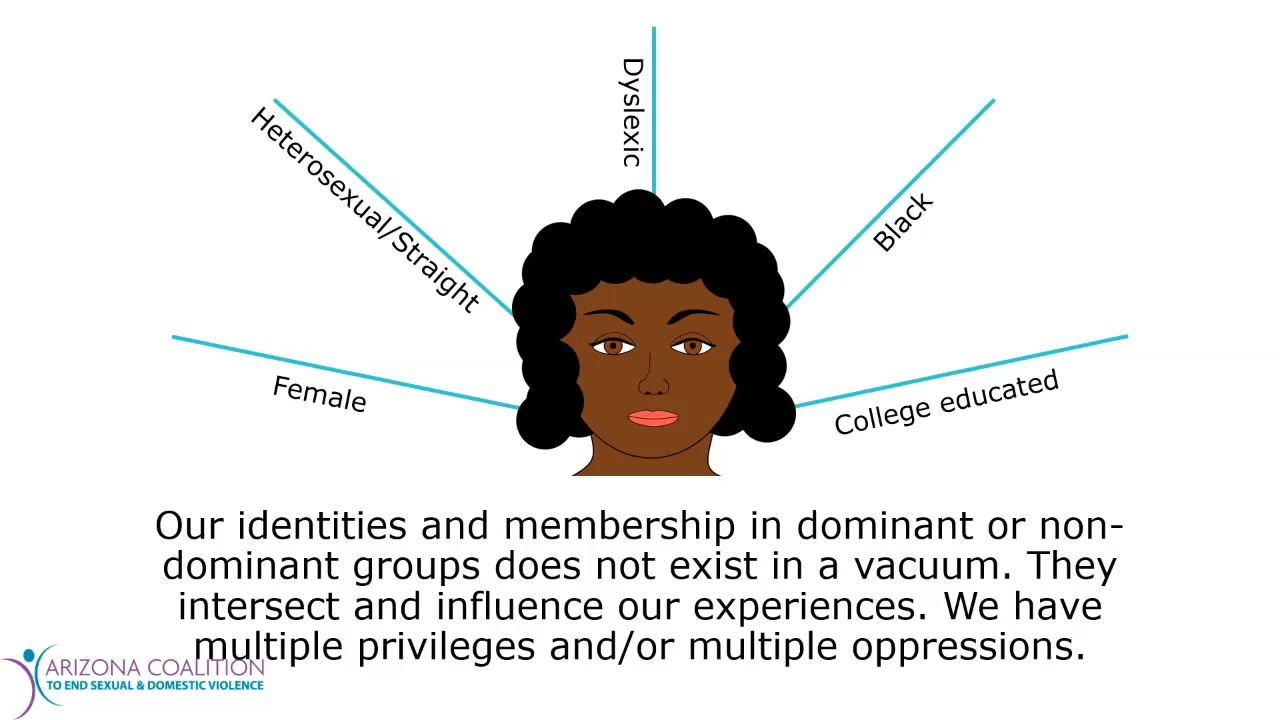 Dyslexic
Heterosexual/Straight
Black
Female
College educated
Our identities and membership in dominant or non-
dominant groups does not exist in a vacuum. They
intersect and influence our experiences. We have
multiple privileges and/or multiple oppressions.
ARIZONA COALITION
TO END SEXUAL & DOMESTIC VIOLENCE